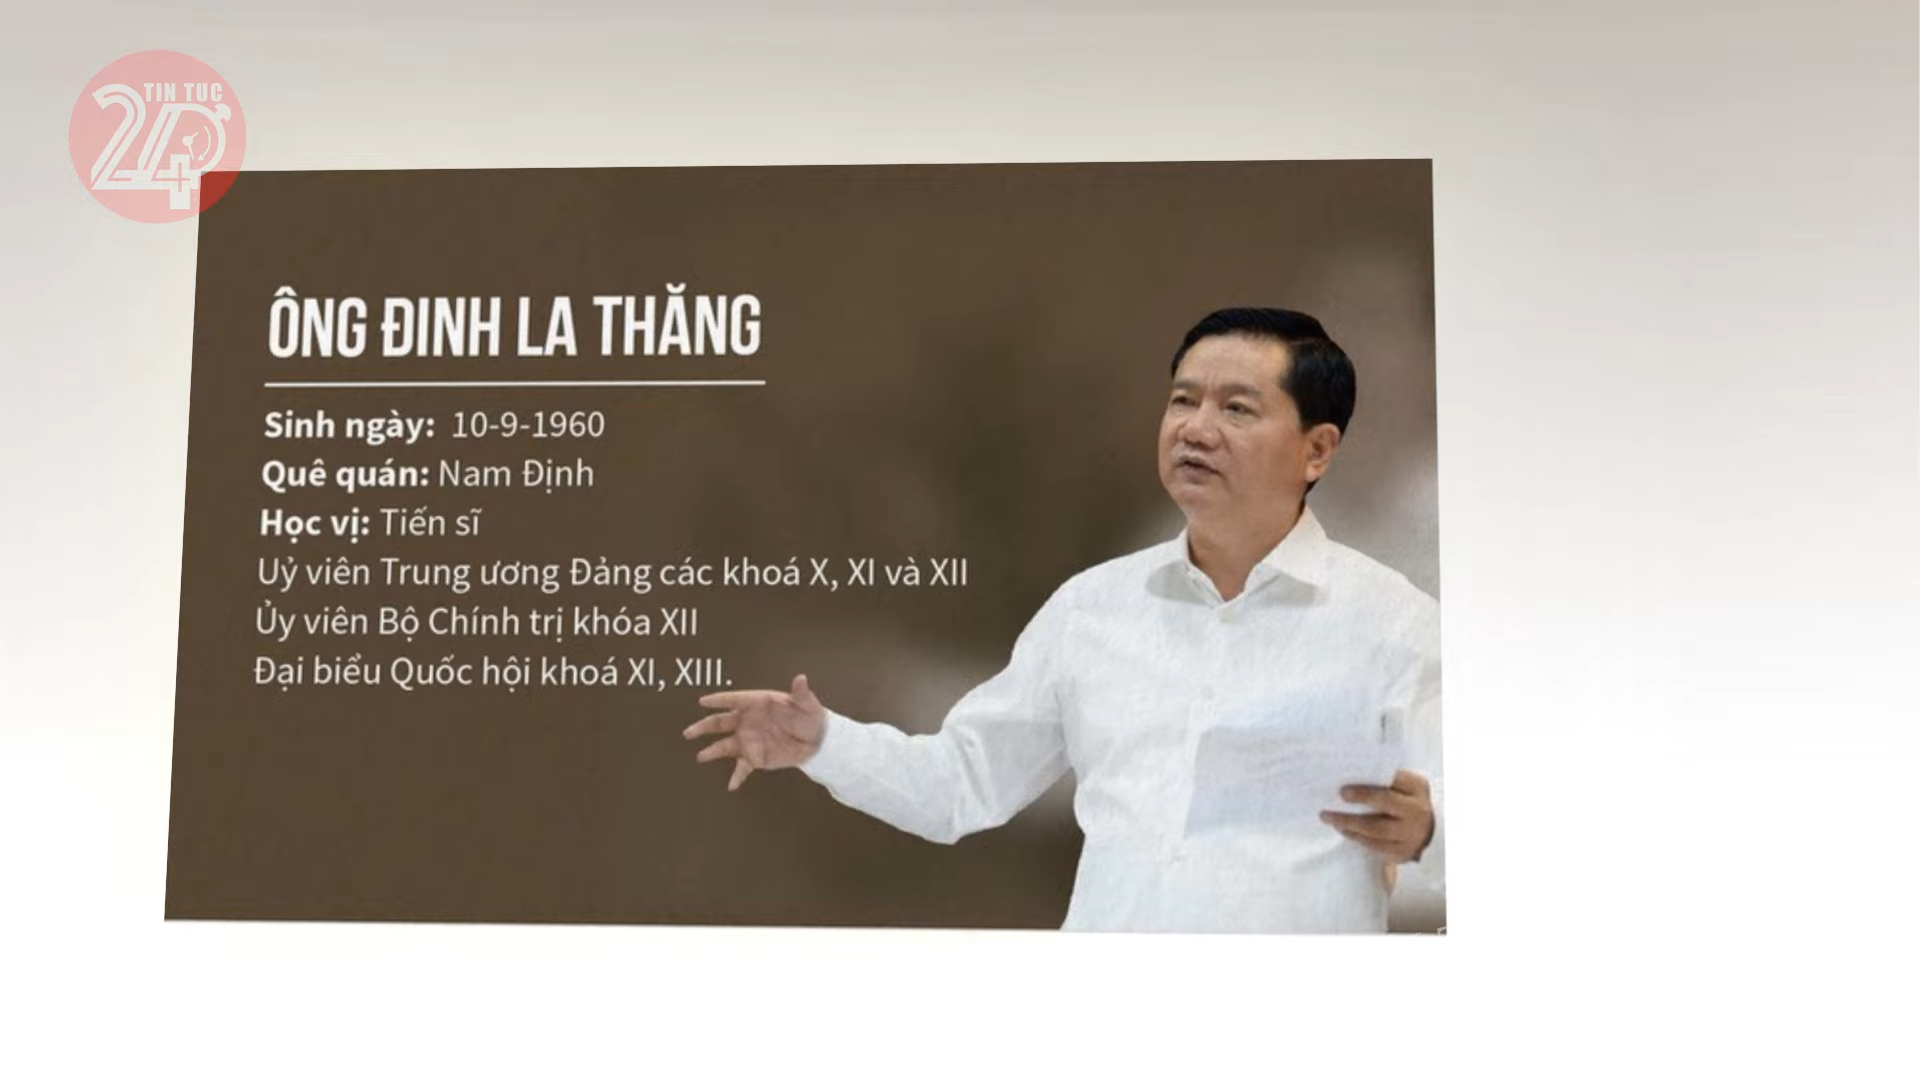 TIN TUC
24
ÔNG ĐINH LA THĂNG
Sinh ngày: 10-9-1960
Quê quán: Nam Định
Học vị: Tiến sĩ
Uỷ viên Trung ương Đảng các khoá X, XI và XII
Ủy viên Bộ Chính trị khóa XII
Đại biểu Quốc hội khoá XI, XIII.